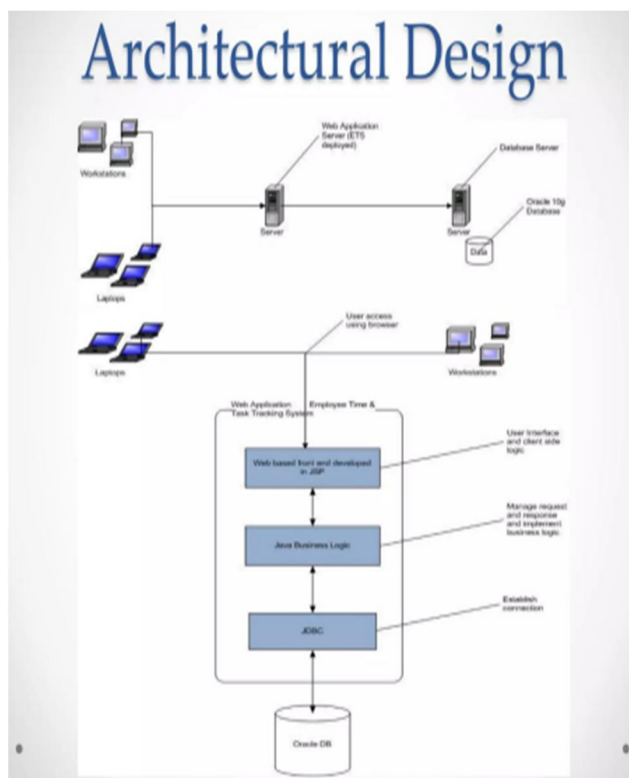 Architectural Design
Web Application
Server (ETS
deployed)
Database Server
Workstations
Oracle 10g
Database
Server
Server
Data
Laptops
User access
using browser
Laptops
Workstations
Web Application
Employee Time &
Task Tracking System
User Interface
and client side
logic
Web based front end developed
in JSP
Manage request
and response
and implement
business logic
Java Business Logic
Establish
connection
JDBC
Oracle DB